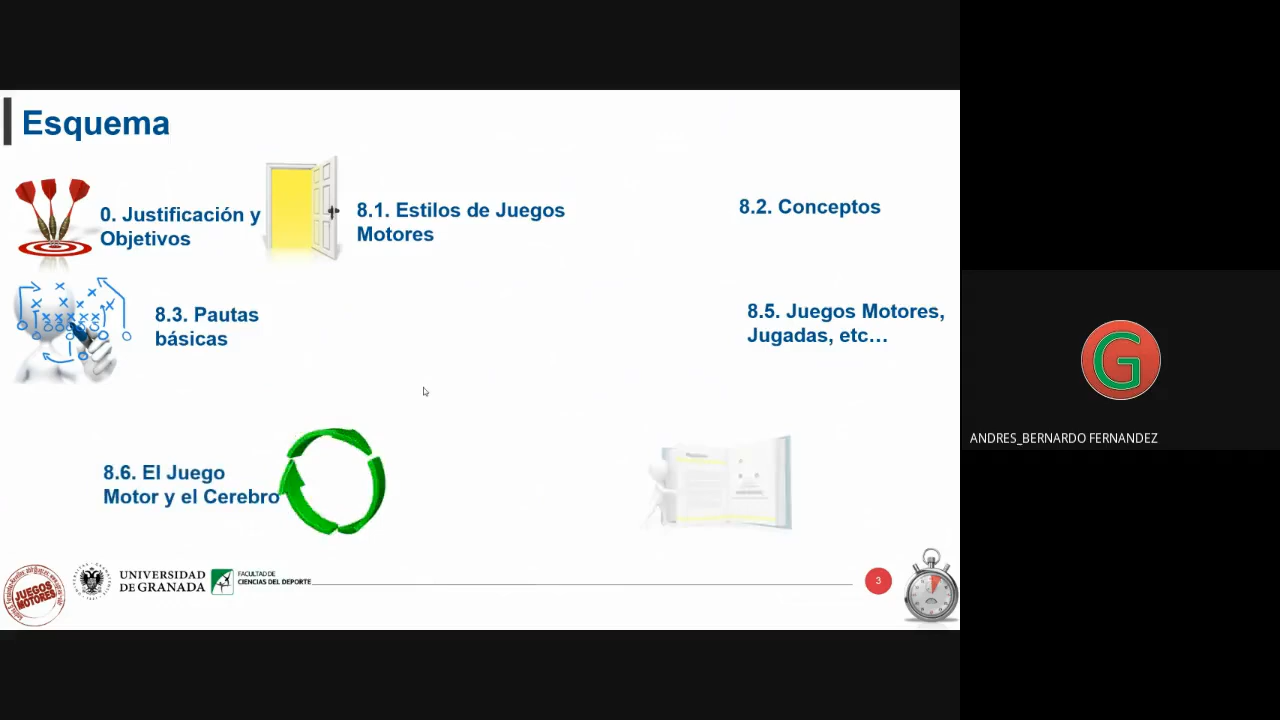 Esquema
0. Justificación y
Objetivos
8.1. Estilos de Juegos
Motores
8.2. Conceptos
8.3. Pautas
básicas
8.5. Juegos Motores,
Jugadas, etc…
8.6. El Juego
Motor y el Cerebro
JUEGOS
MOTORES
UNIVERSIDAD
DE GRANADA
FACULTAD DE
CIENCIAS DEL DEPORTE
3
G
ANDRES_BERNARDO FERNANDEZ